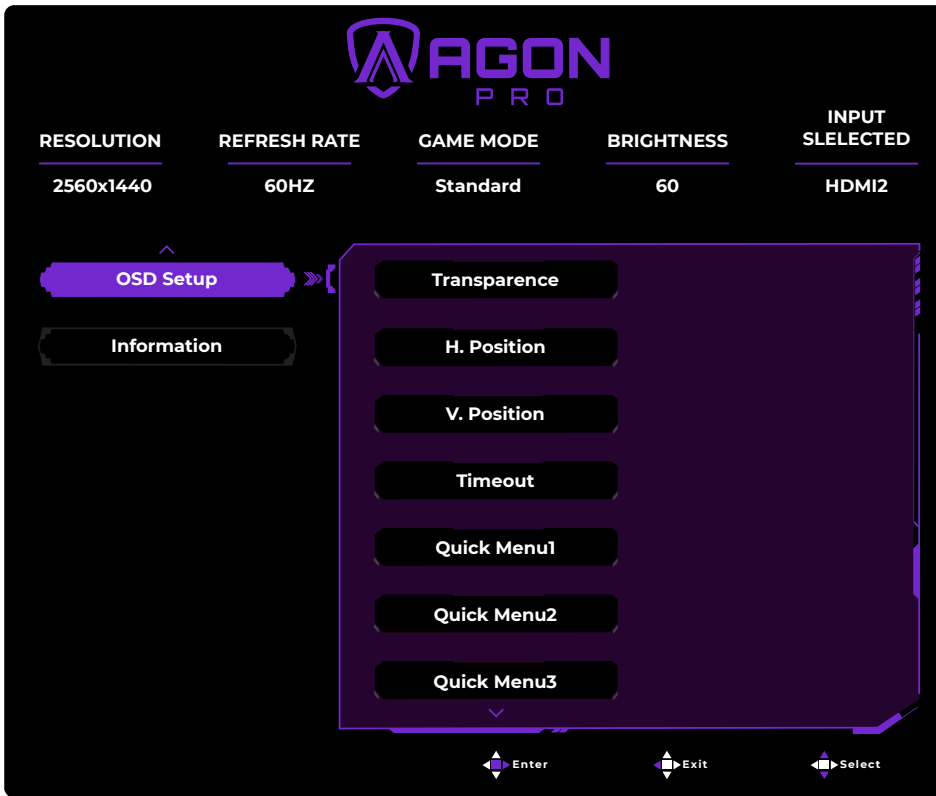 AGON
PRO
RESOLUTION
REFRESH RATE
GAME MODE
BRIGHTNESS
INPUT
SLELECTED
2560x1440
60HZ
Standard
60
HDMI2
OSD Setup
Information
Transparence
H. Position
V. Position
Timeout
Quick Menu1
Quick Menu2
Quick Menu3
Enter
Exit
Select